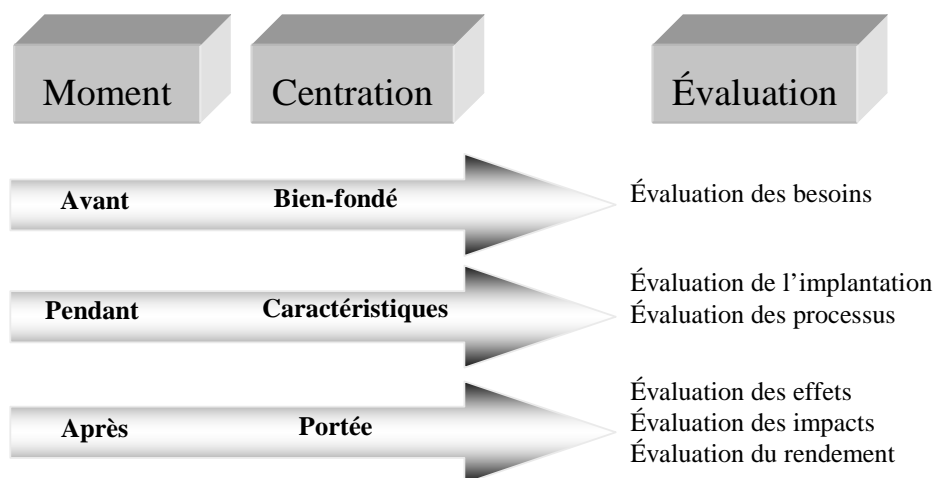 Moment Centration Évaluation
Avant Bien-fondé Évaluation des besoins
Pendant Caractéristiques Évaluation de l’implantation
Évaluation des processus
Après Portée Évaluation des effets
Évaluation des impacts
Évaluation du rendement